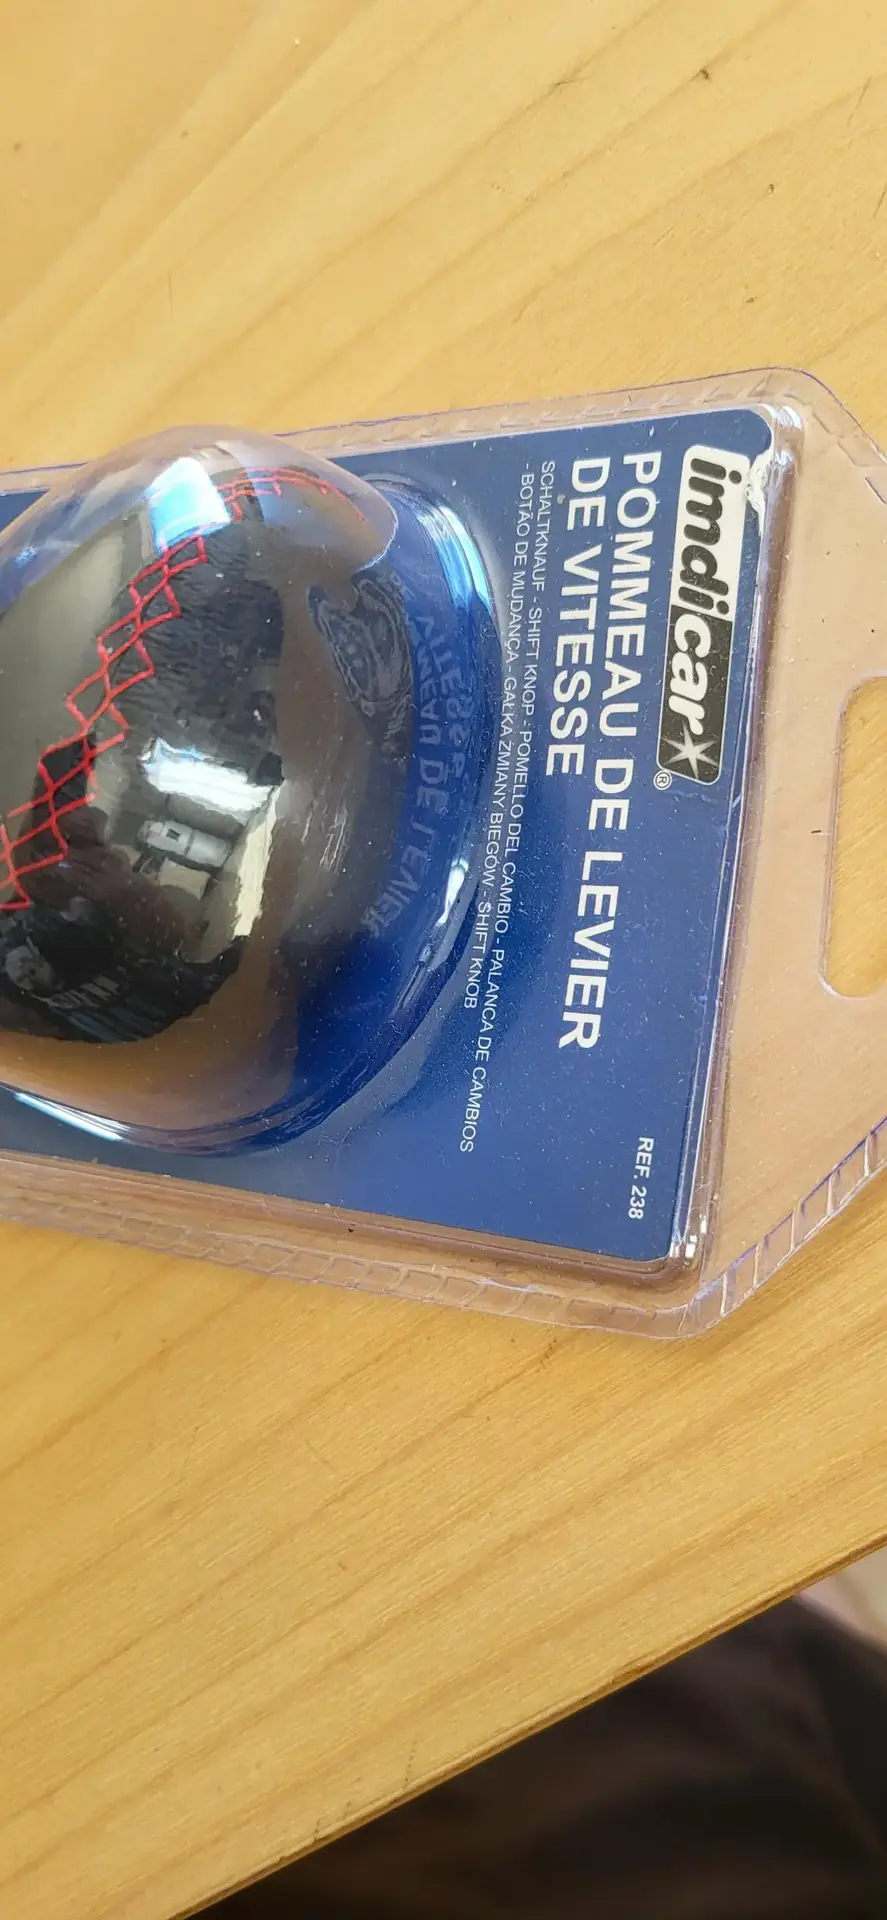 imdicar®
POMMEAU DE LEVIER
DE VITESSE
SCHALTKNAUF - SHIFT KNOP - POMELLO DEL CAMBIO - PALANCA DE CAMBIOS
- BOTÃO DE MUDANÇA - GAŁKA ZMIANY BIEGÓW - SHIFT KNOB
REF. 238